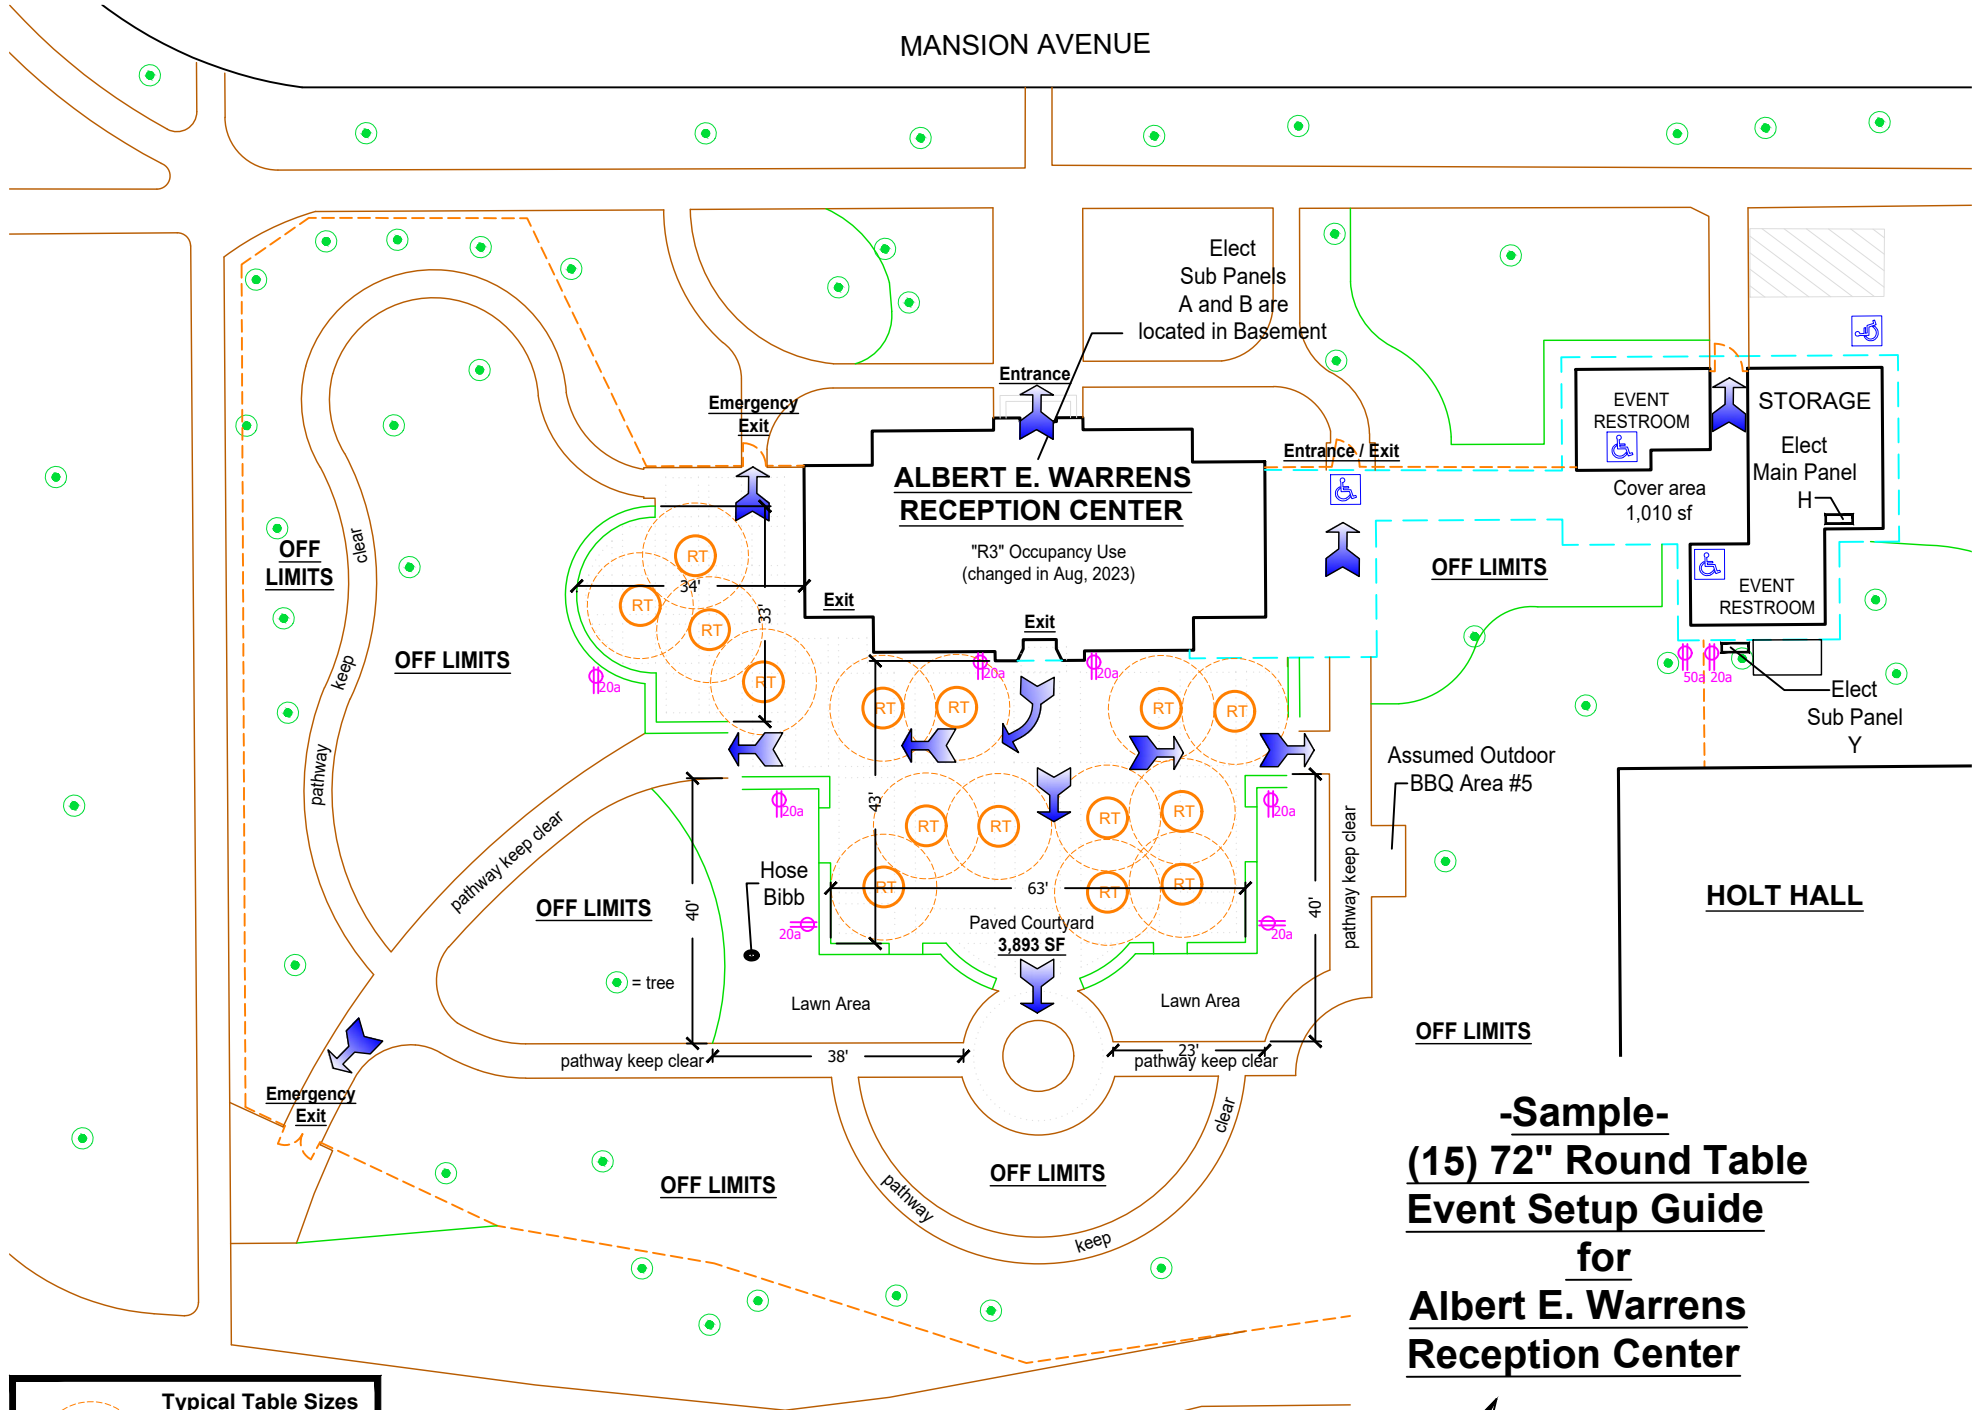 MANSION AVENUE
Elect
Sub Panels
A and B are
located in Basement
Entrance
Emergency
Exit
Entrance / Exit
EVENT
RESTROOM
STORAGE
Elect
Main Panel
H
Cover area
1,010 sf
ALBERT E. WARRENS
RECEPTION CENTER
"R3" Occupancy Use
(changed in Aug, 2023)
Exit
Exit
OFF
LIMITS
clear
keep
pathway
OFF LIMITS
RT
34'
RT
RT
33'
RT
20a
OFF LIMITS
EVENT
RESTROOM
50a
20a
Elect
Sub Panel
Y
20a
20a
RT
RT
RT
RT
Assumed Outdoor
BBQ Area #5
20a
43'
RT
RT
RT
RT
20a
pathway keep clear
Hose
Bibb
RT
63'
RT
RT
40'
40'
pathway keep clear
HOLT HALL
OFF LIMITS
20a
Paved Courtyard
3,893 SF
20a
= tree
Lawn Area
Lawn Area
OFF LIMITS
pathway keep clear
38'
23'
pathway keep clear
Emergency
Exit
clear
pathway
keep
OFF LIMITS
OFF LIMITS
-Sample-
(15) 72" Round Table
Event Setup Guide
for
Albert E. Warrens
Reception Center
Typical Table Sizes